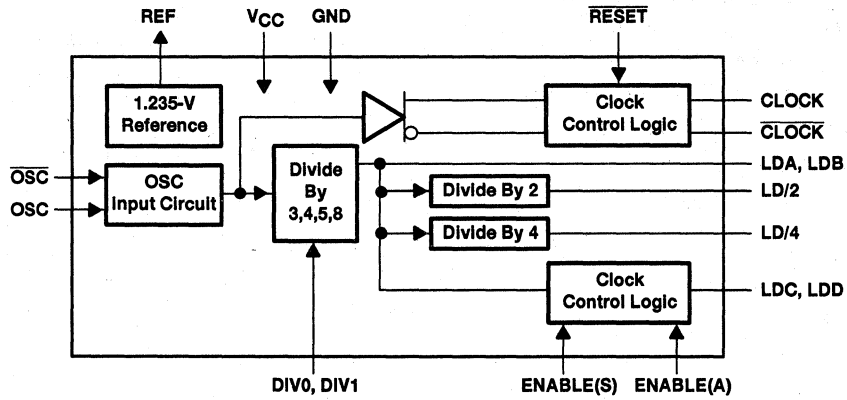 REF
VCC
GND
RESET
1.235-V
Reference
Clock
Control Logic
CLOCK
CLOCK
OSC
OSC
OSC
Input Circuit
Divide
By
3,4,5,8
LDA, LDB
Divide By 2
LD/2
Divide By 4
LD/4
Clock
Control Logic
LDC, LDD
DIV0, DIV1
ENABLE(S)
ENABLE(A)